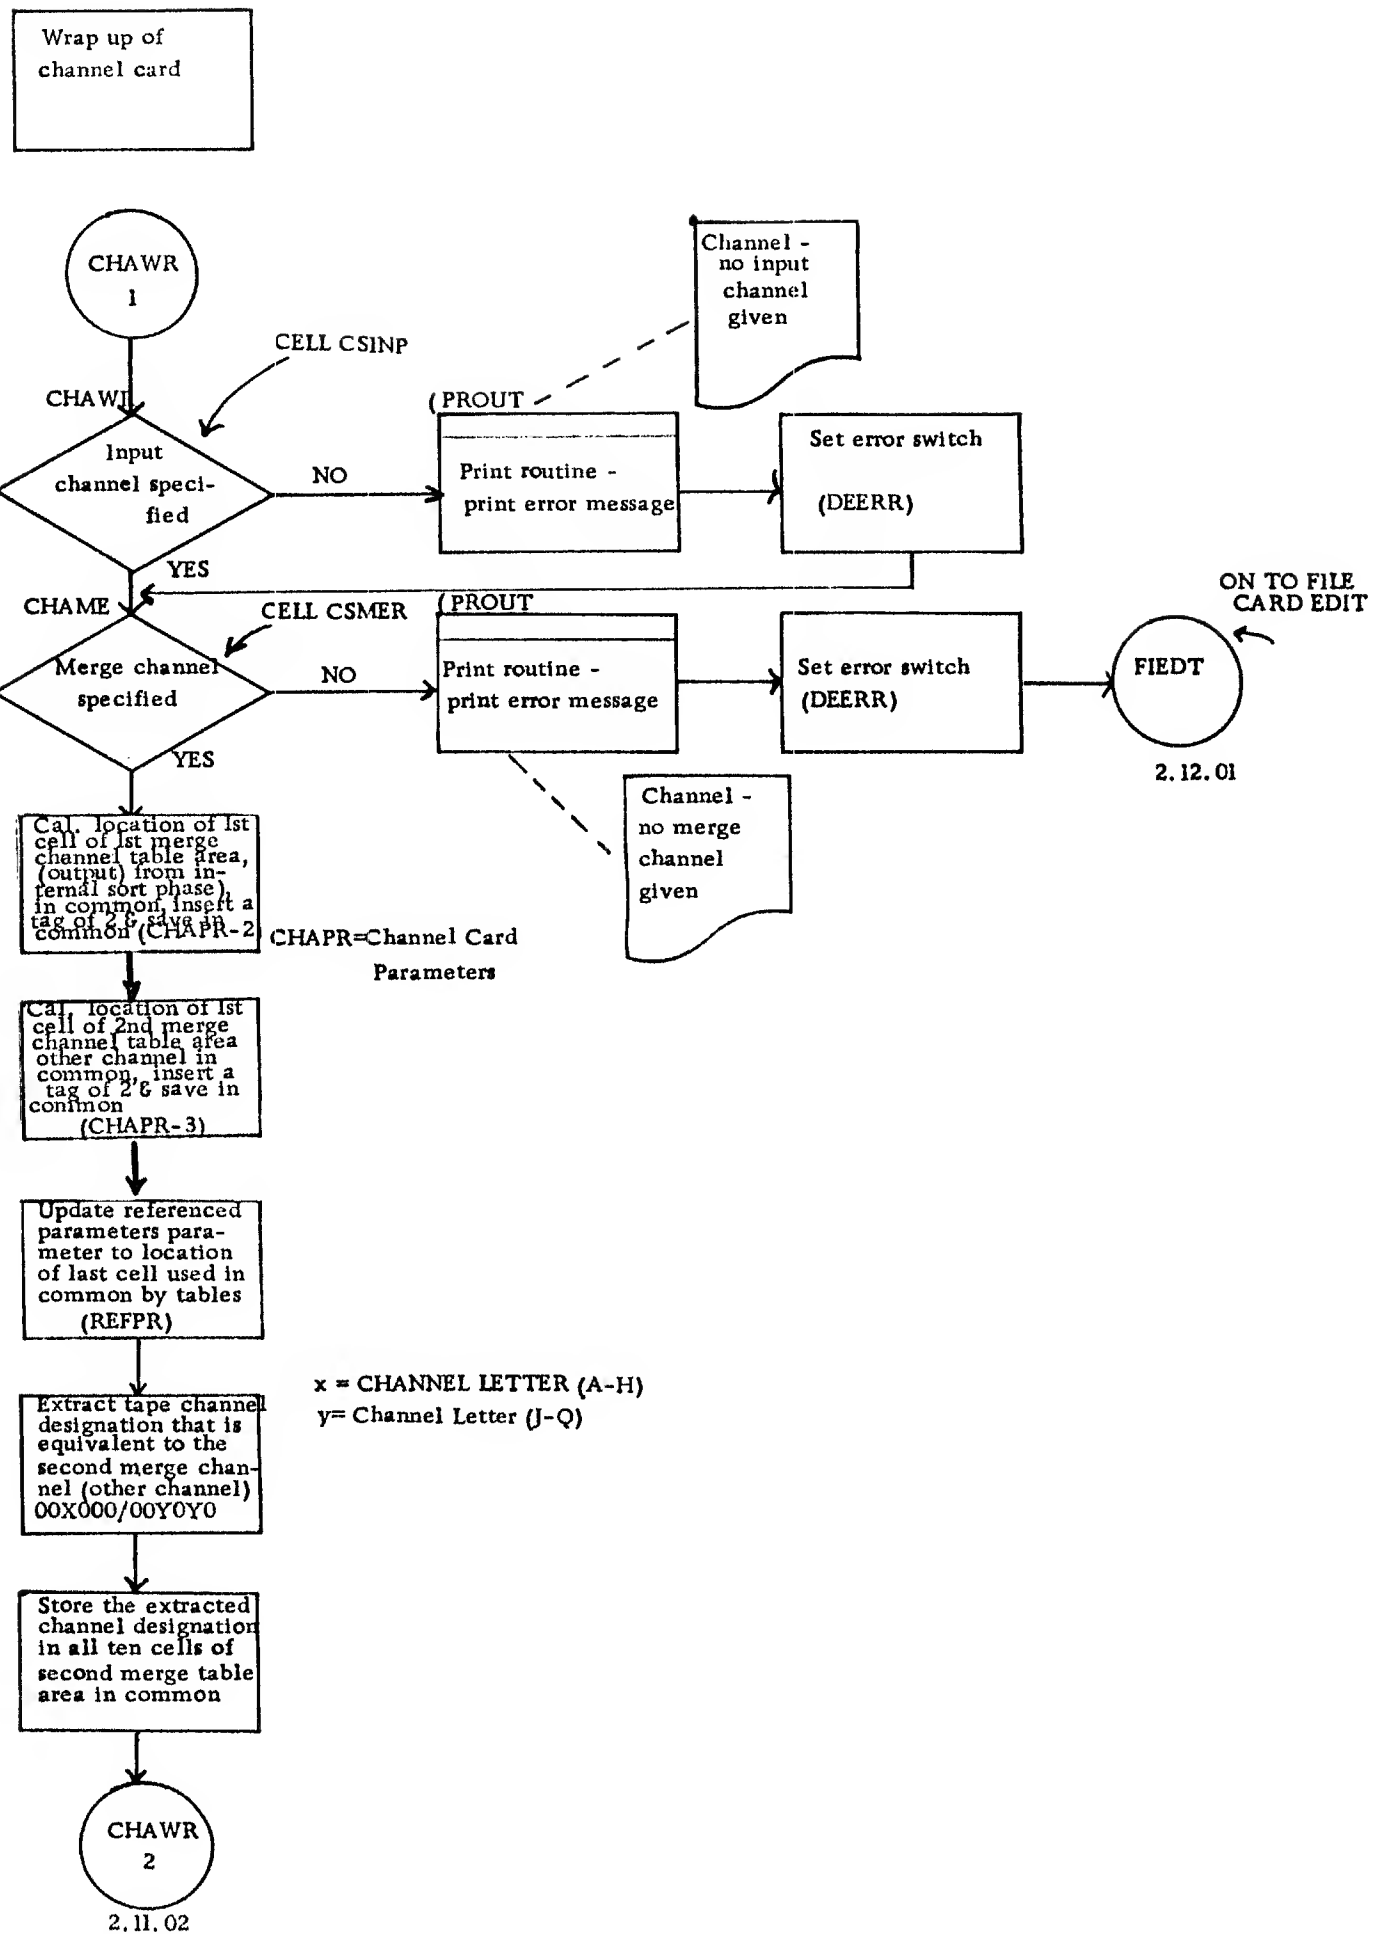 Wrap up of
channel card
CHAWR
1
CELL CSINP
Channel -
no input
channel
given
(PROUT
Input
channel speci-
fied
NO
Print routine -
print error message
Set error switch
(DEERR)
YES
CHAME
CELL CSMER
(PROUT
ON TO FILE
CARD EDIT
Merge channel
specified
NO
Print routine -
print error message
Set error switch
(DEERR)
FIEDT
2.12.01
YES
Channel -
no merge
channel
given
Cal. location of 1st
cell of 1st merge
channel table area,
(output) from in-
ternal sort phase),
in common, insert a
tag of 2 & save in
common (CHAPR-2)
CHAPR=Channel Card
Parameters
Cal. location of 1st
cell of 2nd merge
channel table area
other channel in
common, insert a
tag of 2 & save in
common
(CHAPR-3)
Update referenced
parameters para-
meter to location
of last cell used in
common by tables
(REFPR)
x = CHANNEL LETTER (A-H)
y= Channel Letter (J-Q)
Extract tape channel
designation that is
equivalent to the
second merge chan-
nel (other channel)
00X000/00Y0Y0
Store the extracted
channel designation
in all ten cells of
second merge table
area in common
CHAWR
2
2.11.02